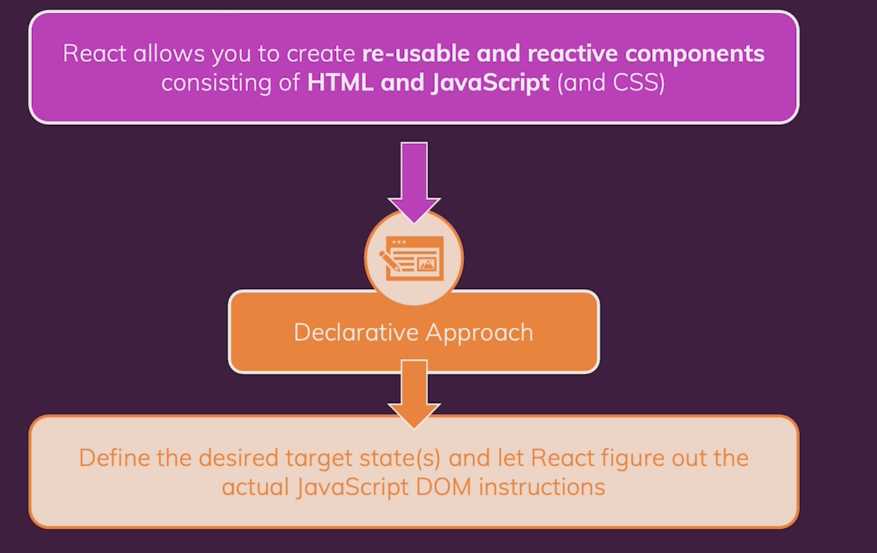 React allows you to create re-usable and reactive components
consisting of HTML and JavaScript (and CSS)
Declarative Approach
Define the desired target state(s) and let React figure out the
actual JavaScript DOM instructions